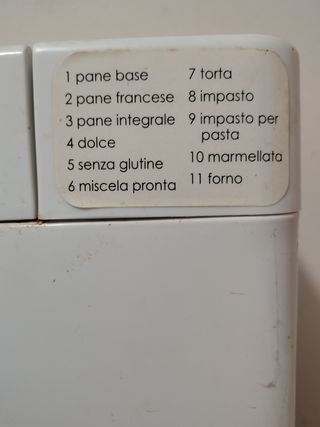 1 pane base
2 pane francese
3 pane integrale
4 dolce
5 senza glutine
6 miscela pronta
7 torta
8 impasto
9 impasto per
pasta
10 marmellata
11 forno